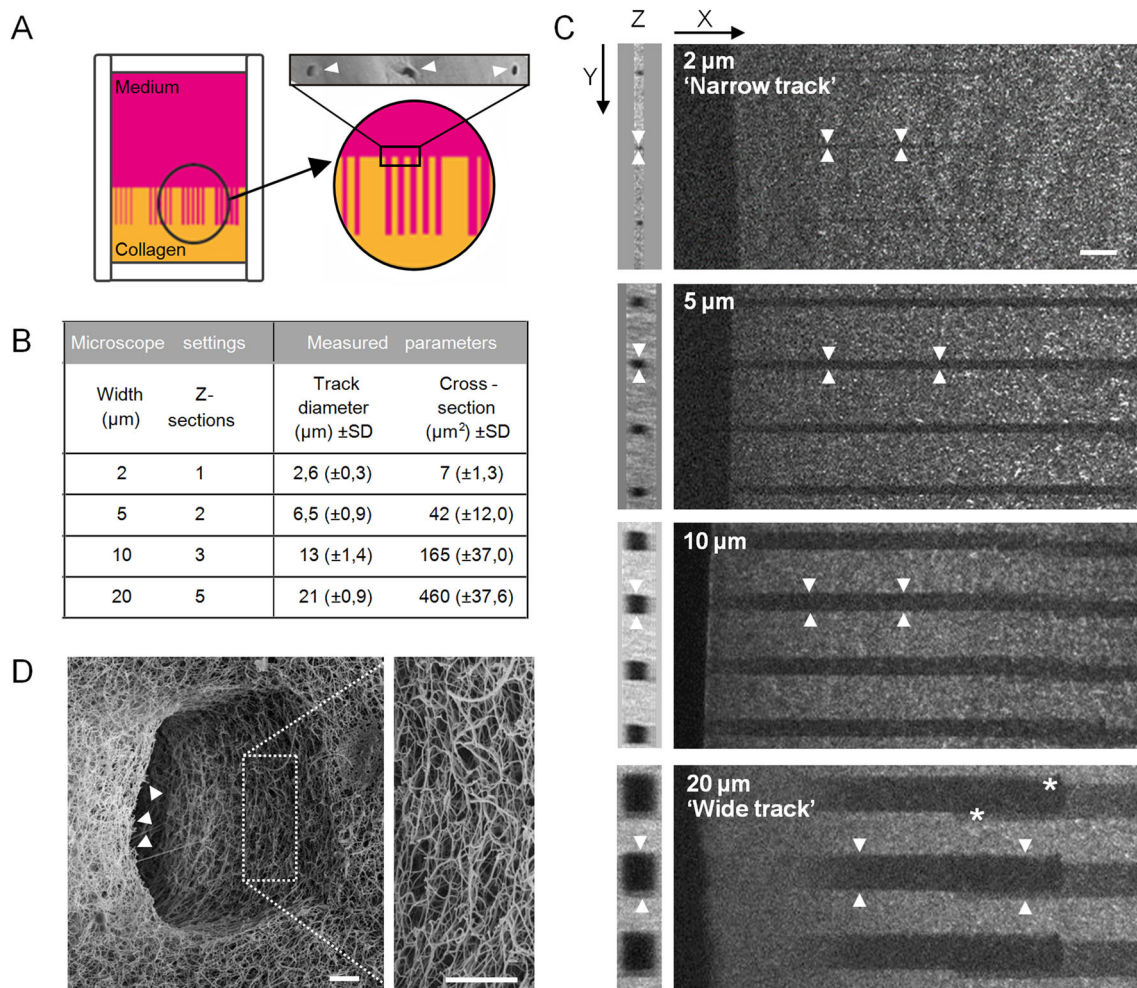 A
Medium
Collagen
B
Microscope settings Measured parameters
Width Z- Track Cross -
(µm) sections diameter section
(µm) ±SD (µm²) ±SD
2 1 2,6 (±0,3) 7 (±1,3)
5 2 6,5 (±0,9) 42 (±12,0)
10 3 13 (±1,4) 165 (±37,0)
20 5 21 (±0,9) 460 (±37,6)
C
Z X
Y
2 µm
‘Narrow track’
5 µm
10 µm
20 µm *
‘Wide track’ *
D